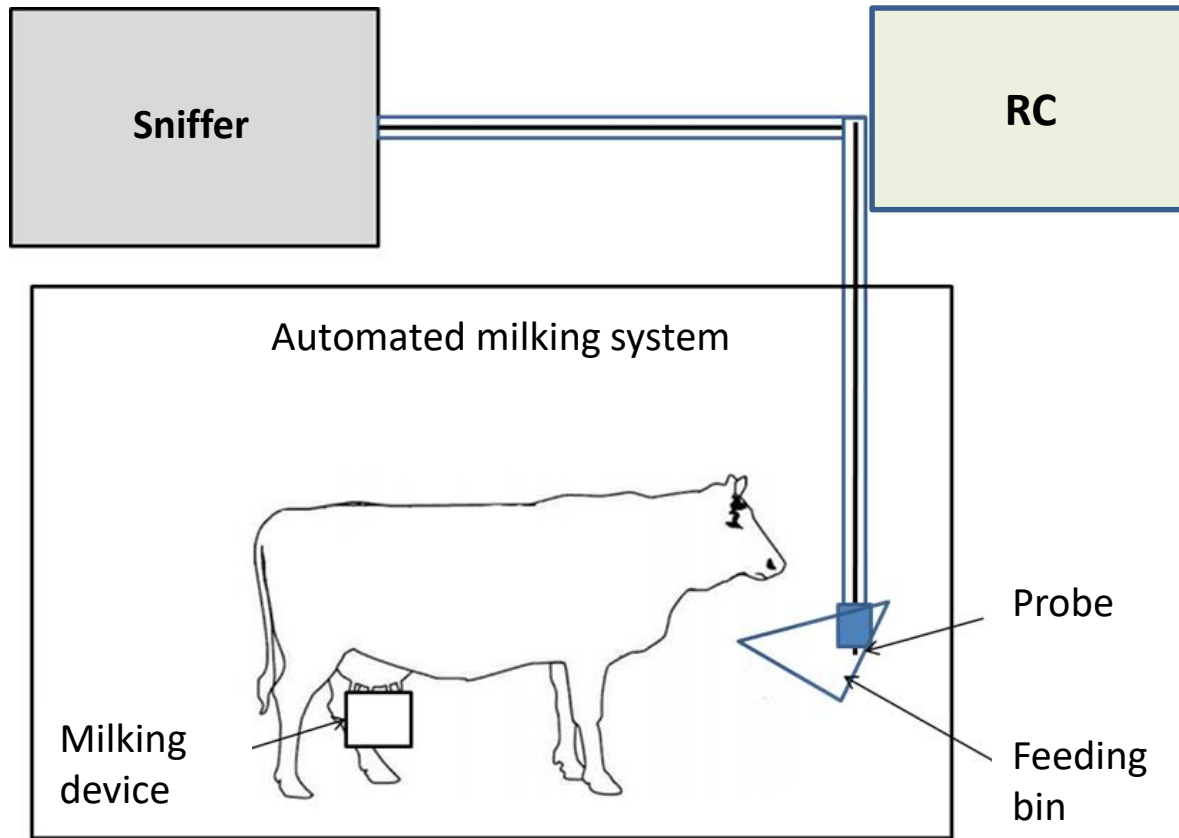 Sniffer
RC
Automated milking system
Probe
Milking
device
Feeding
bin